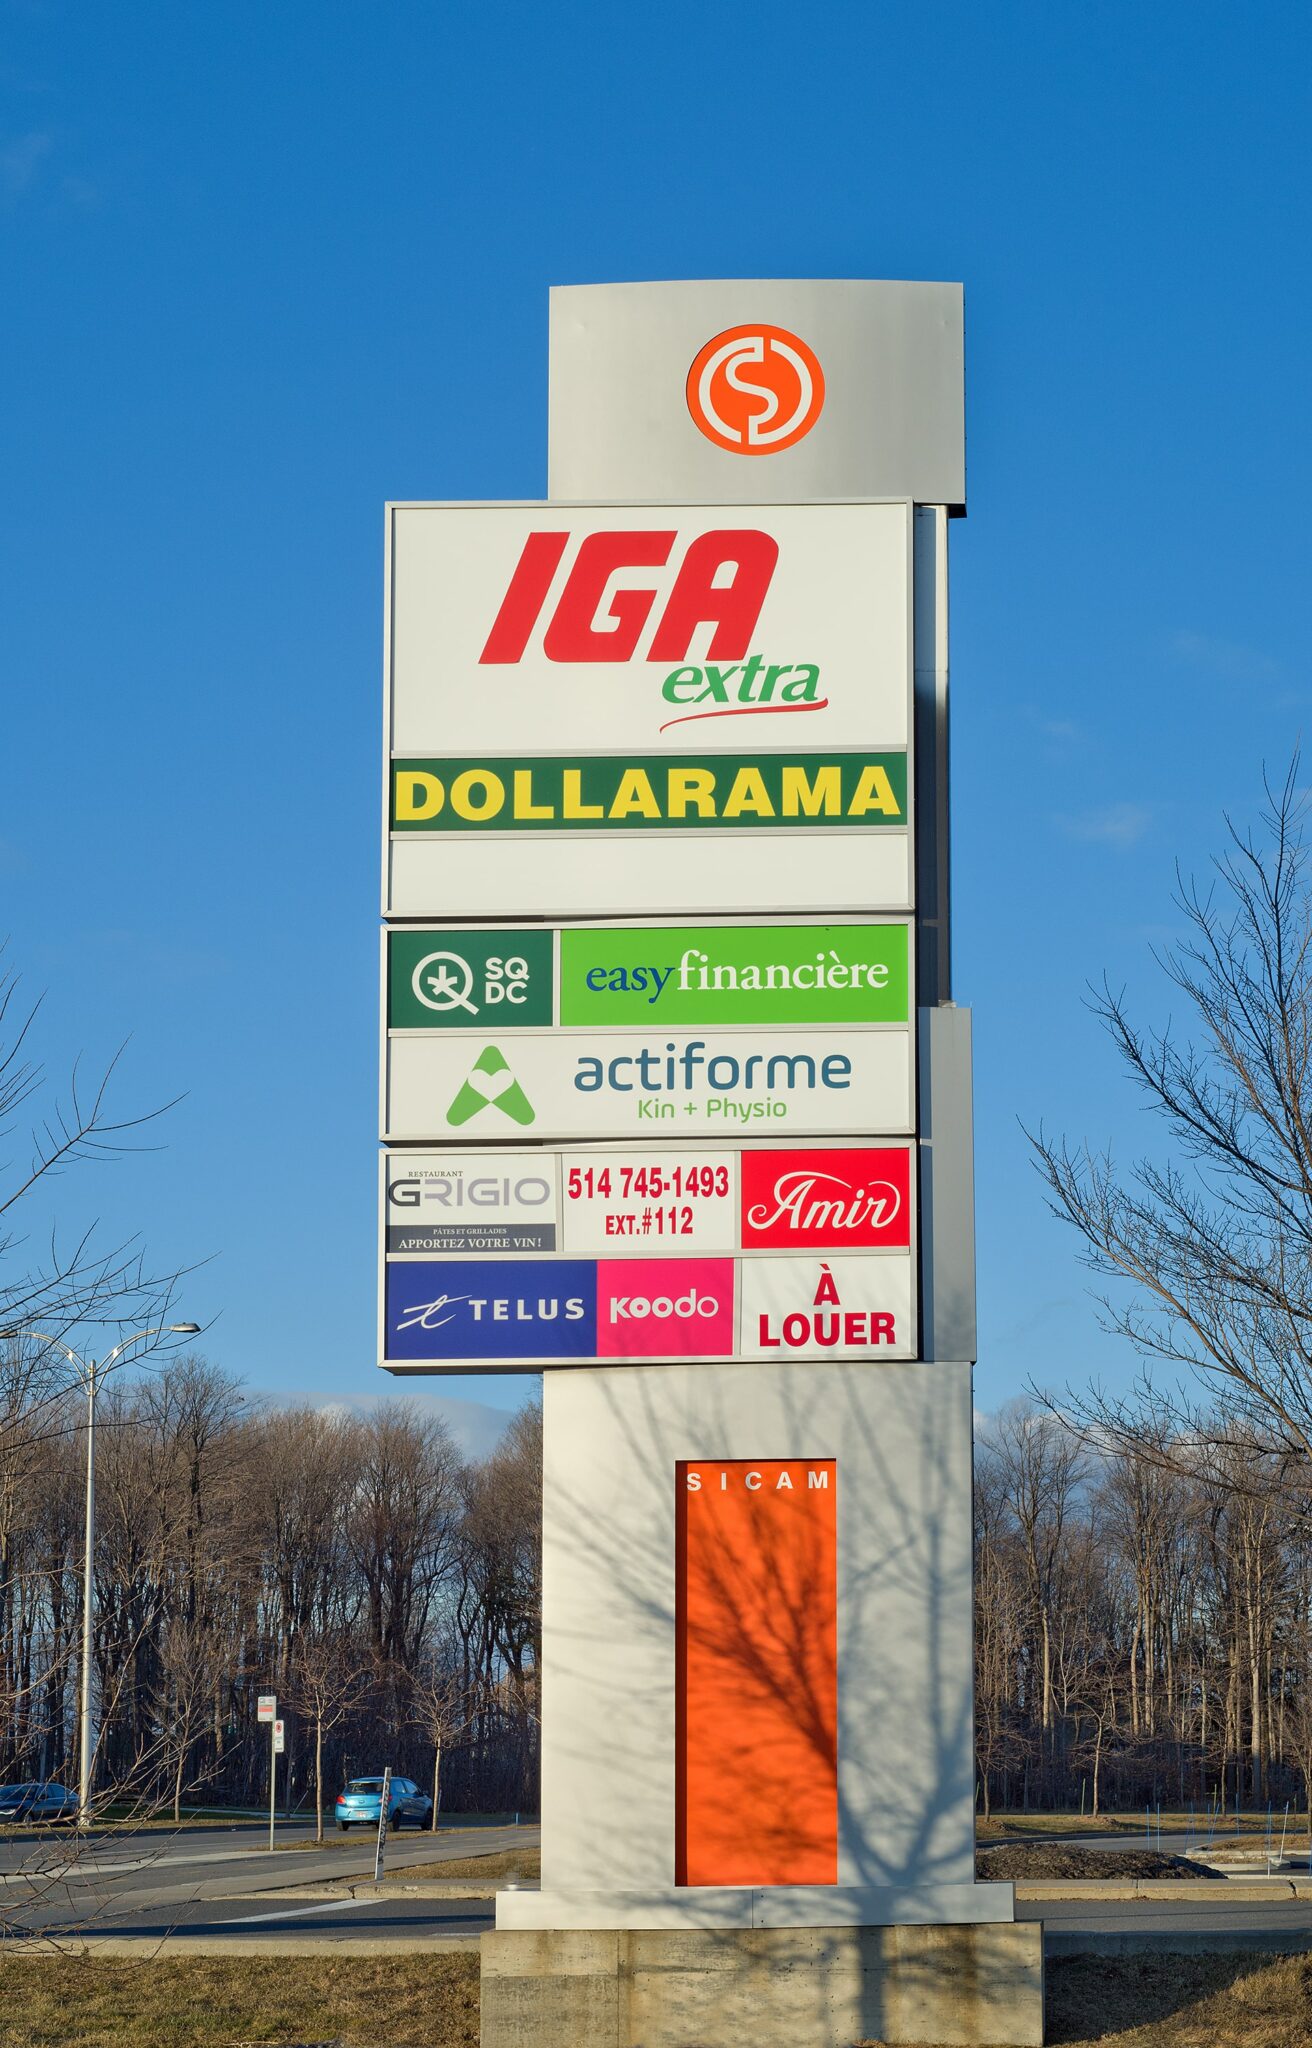 IGA
extra
DOLLARAMA
SQ
DC
easyfinancière
actiforme
Kin + Physio
RESTAURANT
GRIGIO
PÂTES ET GRILLADES
APPORTEZ VOTRE VIN!
514 745-1493
EXT.#112
Amir
TELUS
koodo
À
LOUER
SICAM